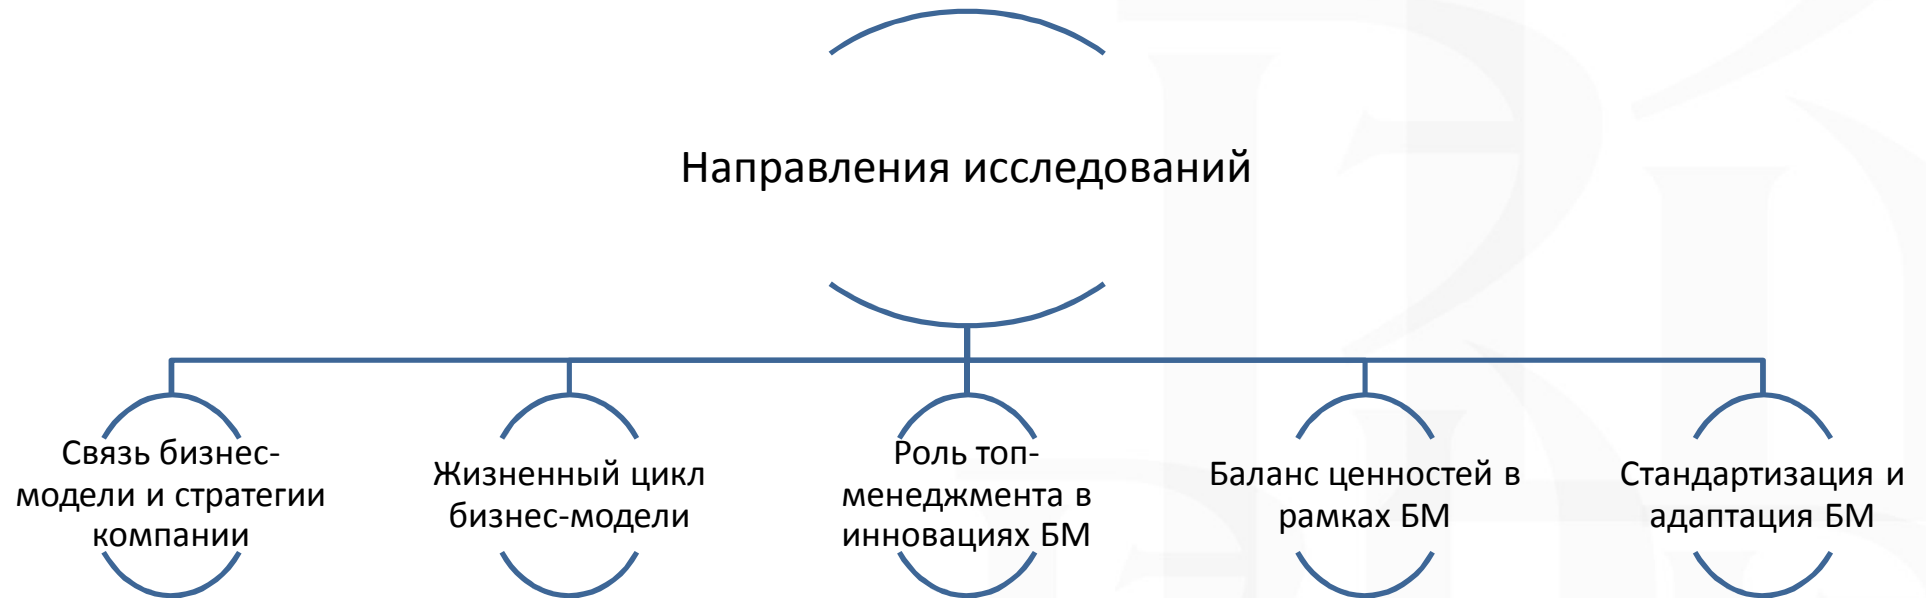 Направления исследований
Связь бизнес-
модели и стратегии
компании
Жизненный цикл
бизнес-модели
Роль топ-
менеджмента в
инновациях БМ
Баланс ценностей в
рамках БМ
Стандартизация и
адаптация БМ